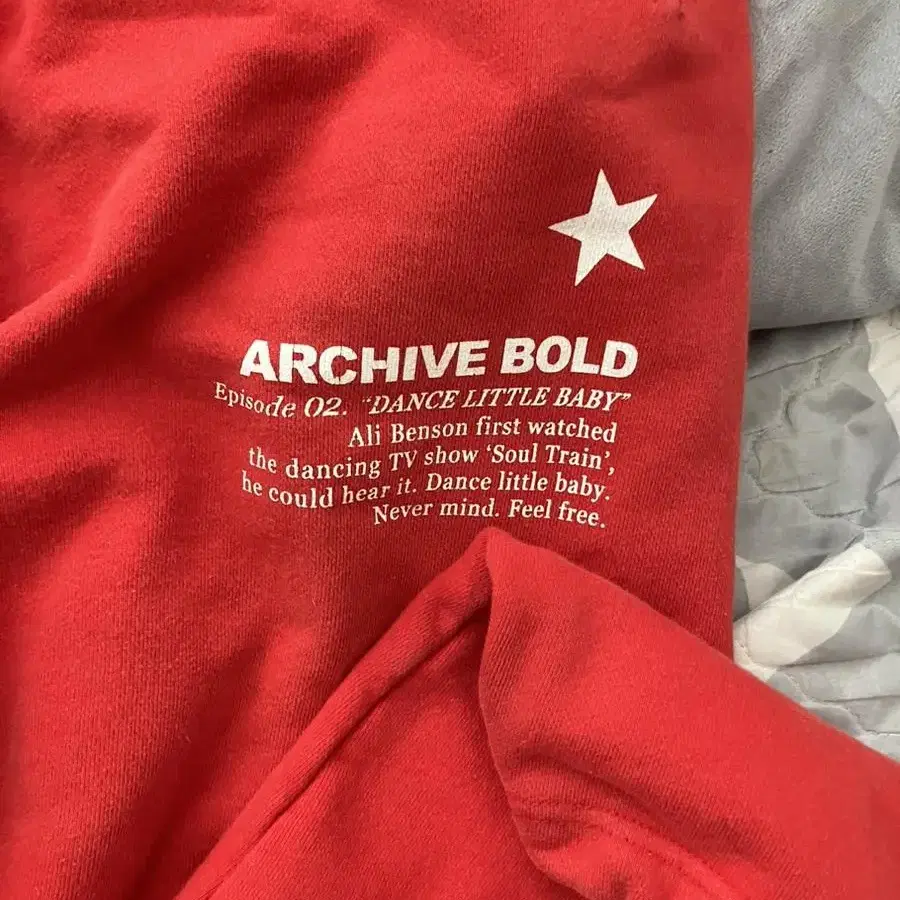 ARCHIVE BOLD
Episode 02. "DANCE LITTLE BABY"
Ali Benson first watched
the dancing TV show ‘Soul Train’,
he could hear it. Dance little baby.
Never mind. Feel free.